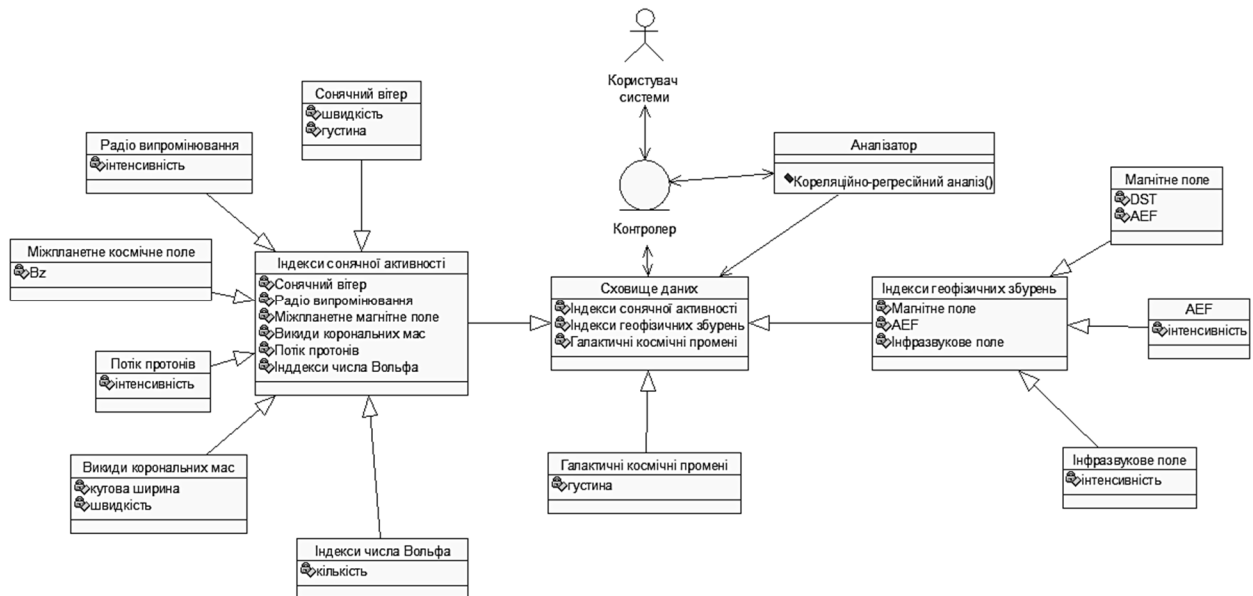 Користувач
системи
Контролер
Аналізатор
Кореляційно-регресійний аналіз()
Сонячний вітер
швидкість
густина
Радіо випромінювання
інтенсивність
Міжпланетне космічне поле
Bz
Потік протонів
інтенсивність
Викиди корональних мас
кутова ширина
швидкість
Індекси числа Вольфа
кількість
Індекси сонячної активності
Сонячний вітер
Радіо випромінювання
Міжпланетне магнітне поле
Викиди корональних мас
Потік протонів
Інддекси числа Вольфа
Сховище даних
Індекси сонячної активності
Індекси геофізичних збурень
Галактичні космічні промені
Галактичні космічні промені
густина
Індекси геофізичних збурень
Магнітне поле
AEF
Інфразвукове поле
Магнітне поле
DST
AEF
AEF
інтенсивність
Інфразвукове поле
інтенсивність